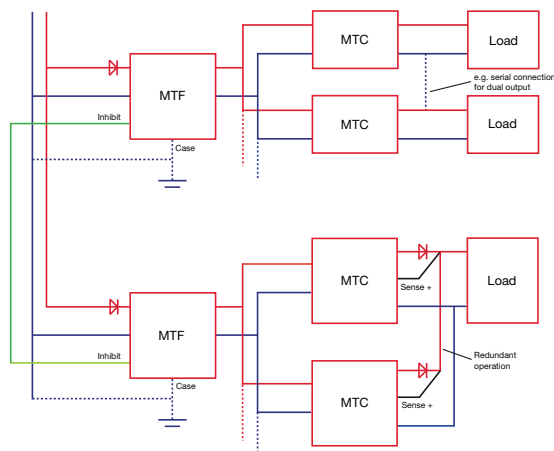 MTC
Load
MTF
e.g. serial connection
for dual output
Inhibit
MTC
Load
Case
MTC
Load
Sense +
MTF
Inhibit
Redundant
operation
Case
MTC
Sense +